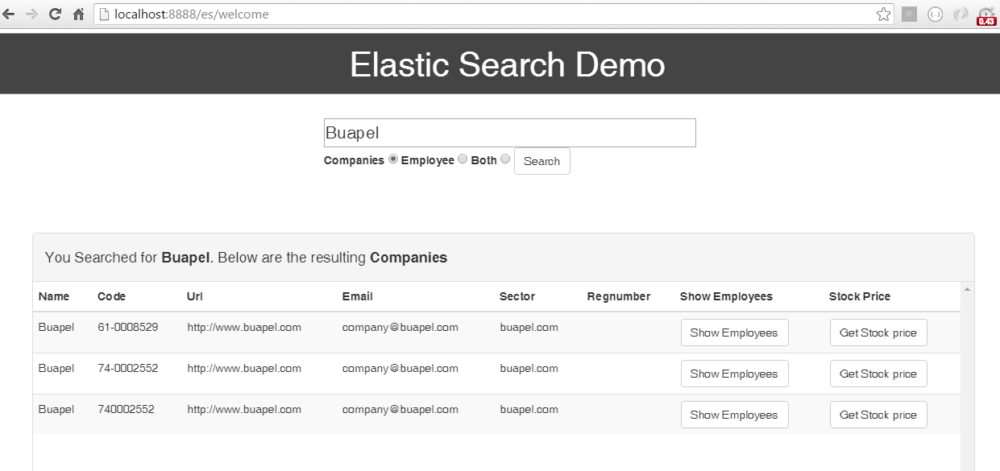 localhost:8888/es/welcome
0.43
Elastic Search Demo
Buapel
Companies Employee Both Search
You Searched for Buapel. Below are the resulting Companies
Name Code Url Email Sector Regnumber Show Employees Stock Price
Buapel 61-0008529 http://www.buapel.com company@buapel.com buapel.com Show Employees Get Stock price
Buapel 74-0002552 http://www.buapel.com company@buapel.com buapel.com Show Employees Get Stock price
Buapel 740002552 http://www.buapel.com company@buapel.com buapel.com Show Employees Get Stock price